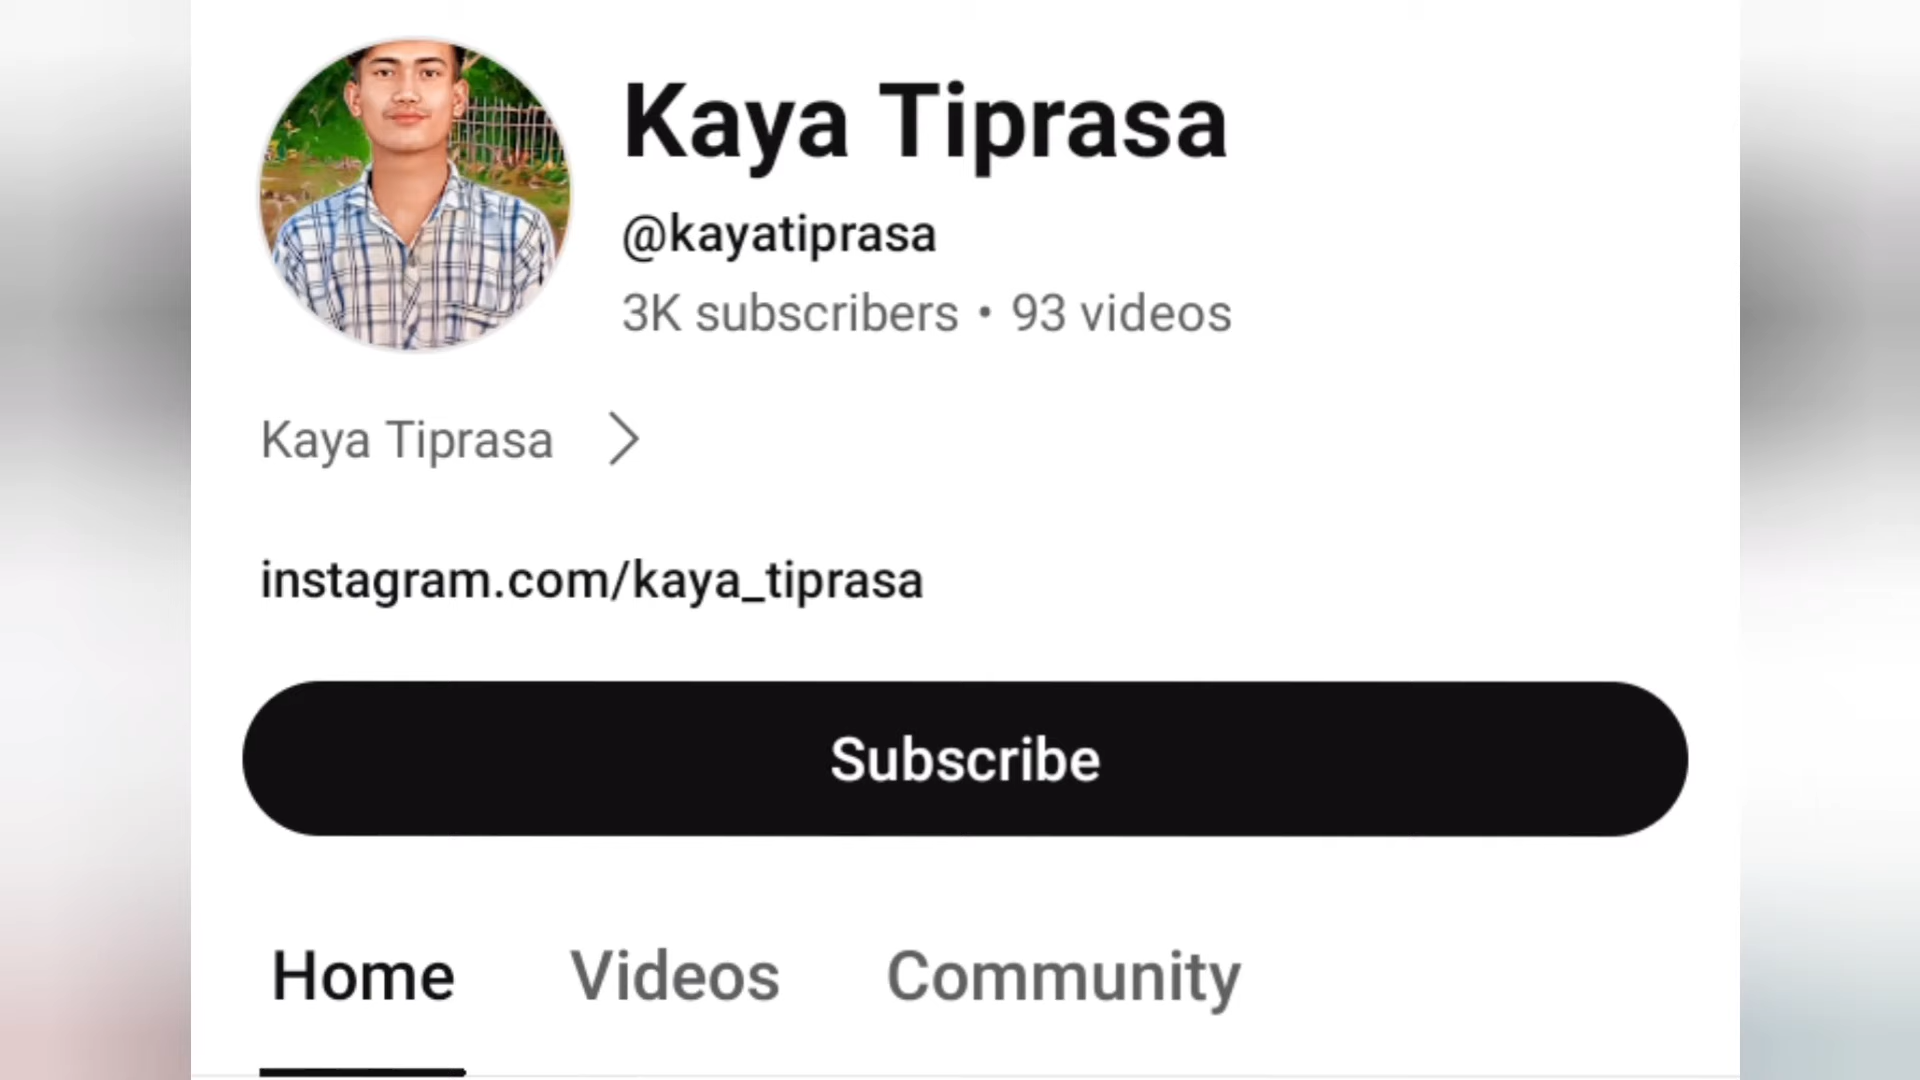 Kaya Tiprasa
@kayatiprasa
3K subscribers • 93 videos
Kaya Tiprasa
instagram.com/kaya_tiprasa
Subscribe
Home Videos Community